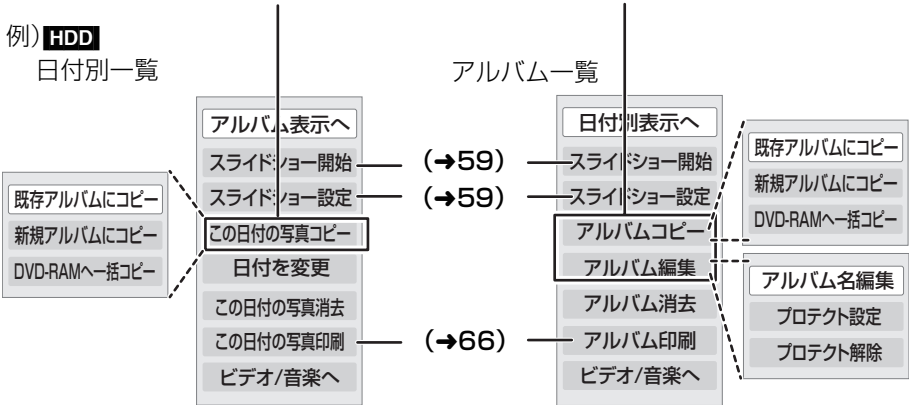 例)HDD
日付別一覧
アルバム表示へ
スライドショー開始
スライドショー設定
この日付の写真コピー
日付を変更
この日付の写真消去
この日付の写真印刷
ビデオ/音楽へ
既存アルバムにコピー
新規アルバムにコピー
DVD-RAMへ一括コピー
(➔59)
(➔59)
(➔66)
アルバム一覧
日付別表示へ
スライドショー開始
スライドショー設定
アルバムコピー
アルバム編集
アルバム消去
アルバム印刷
ビデオ/音楽へ
既存アルバムにコピー
新規アルバムにコピー
DVD-RAMへ一括コピー
アルバム名編集
プロテクト設定
プロテクト解除